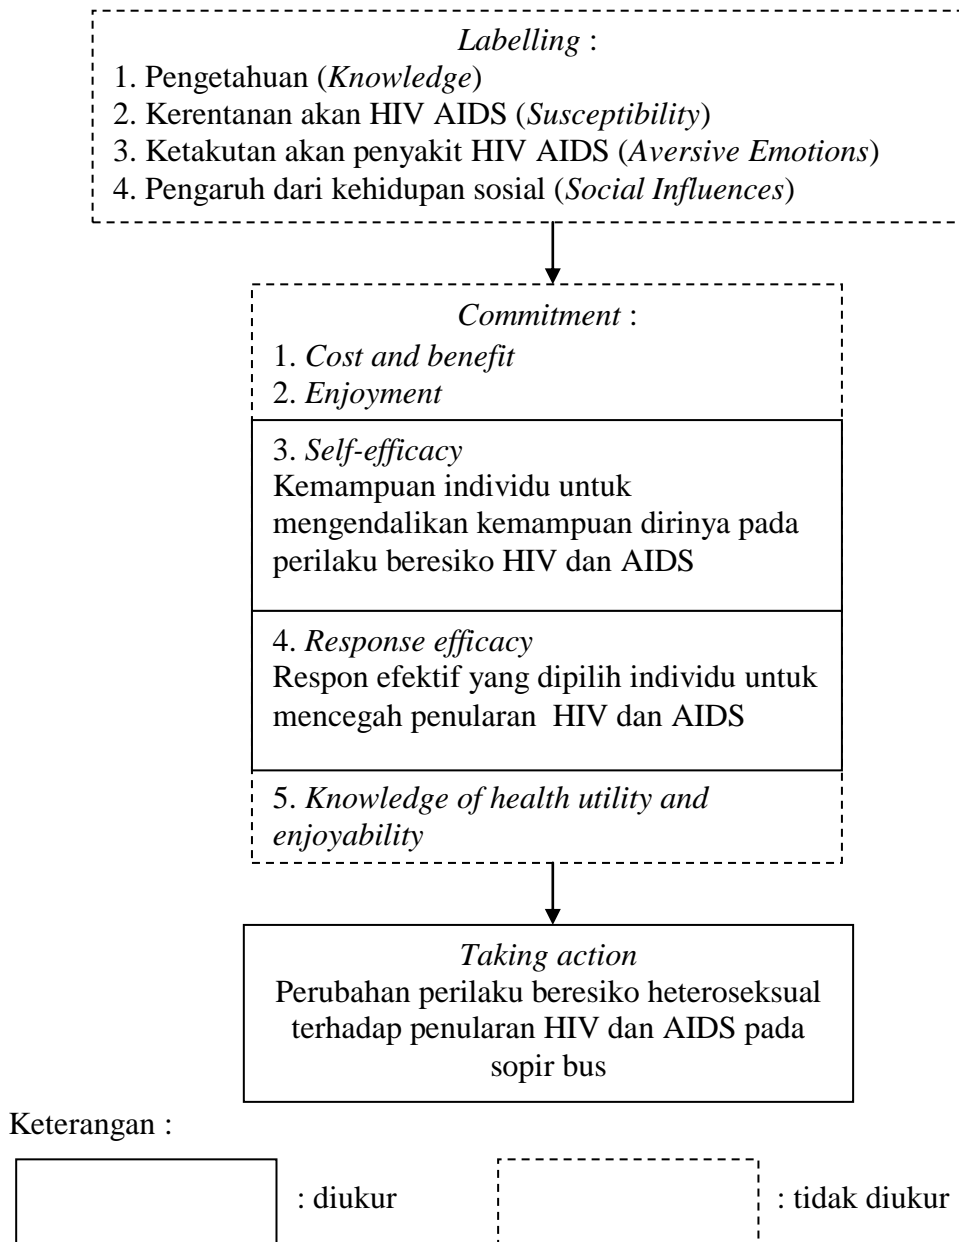 Labelling :
1. Pengetahuan (Knowledge)
2. Kerentanan akan HIV AIDS (Susceptibility)
3. Ketakutan akan penyakit HIV AIDS (Aversive Emotions)
4. Pengaruh dari kehidupan sosial (Social Influences)
Commitment :
1. Cost and benefit
2. Enjoyment
3. Self-efficacy
Kemampuan individu untuk
mengendalikan kemampuan dirinya pada
perilaku beresiko HIV dan AIDS
4. Response efficacy
Respon efektif yang dipilih individu untuk
mencegah penularan HIV dan AIDS
5. Knowledge of health utility and
enjoyability
Taking action
Perubahan perilaku beresiko heteroseksual
terhadap penularan HIV dan AIDS pada
sopir bus
Keterangan :
: diukur
: tidak diukur